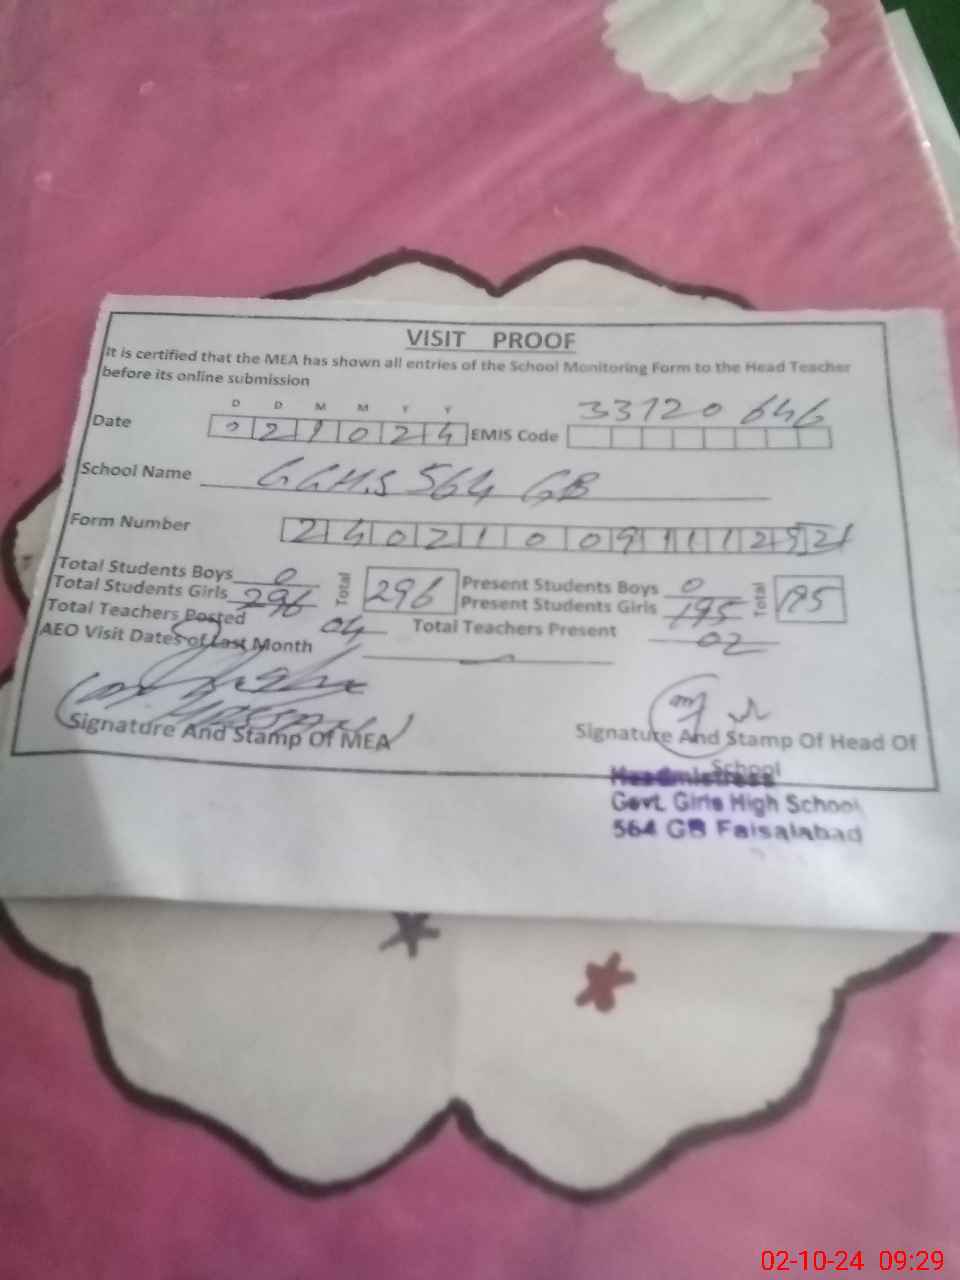 VISIT PROOF
It is certified that the MEA has shown all entries of the School Monitoring Form to the Head Teacher
before its online submission
D D M M Y Y
Date 0 2 1 0 2 4 EMIS Code 33120 646
School Name GGHS 564 GB
Form Number 2 4 0 2 1 0 0 9 1 1 1 2 5 2
Total Students Boys 0 Total 296 Present Students Boys 0 Total 195
Total Students Girls 296 Present Students Girls 195
Total Teachers Posted 04 Total Teachers Present 02
AEO Visit Dates of Last Month
Signature And Stamp Of MEA Signature And Stamp Of Head Of
School
Headmistress
Govt. Girls High School
564 GB Faisalabad
02-10-24 09:29